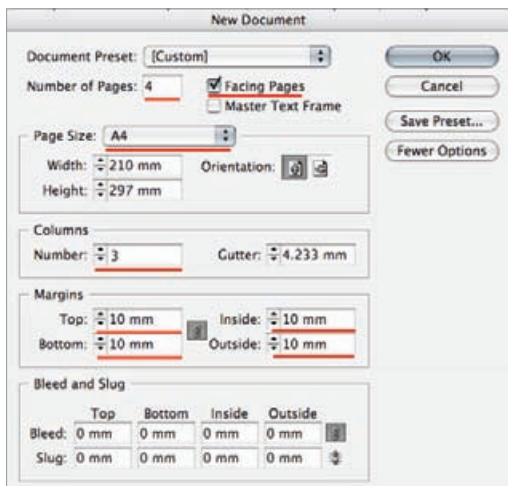 New Document
Document Preset: [Custom]
OK
Number of Pages: 4 Facing Pages
Cancel
Master Text Frame
Save Preset...
Page Size: A4
Fewer Options
Width: 210 mm Orientation:
Height: 297 mm
Columns
Number: 3 Gutter: 4.233 mm
Margins
Top: 10 mm Inside: 10 mm
Bottom: 10 mm Outside: 10 mm
Bleed and Slug
Top Bottom Inside Outside
Bleed: 0 mm 0 mm 0 mm 0 mm
Slug: 0 mm 0 mm 0 mm 0 mm